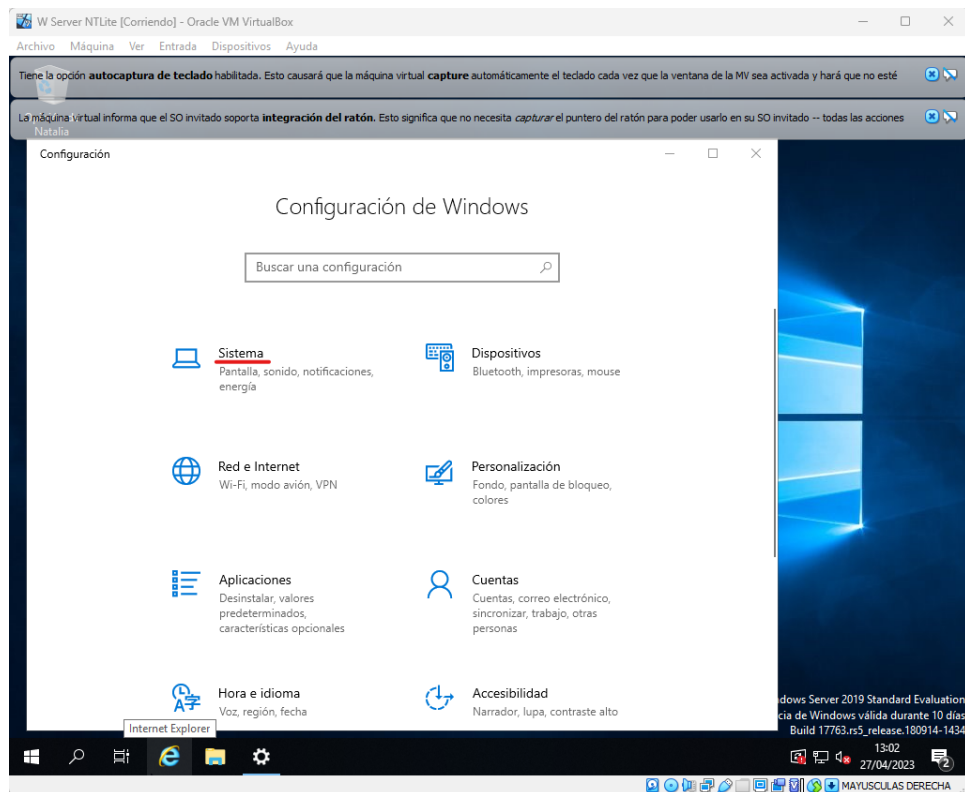 W Server NTLite [Corriendo] - Oracle VM VirtualBox
Archivo Máquina Ver Entrada Dispositivos Ayuda
Tiene la opción autocaptura de teclado habilitada. Esto causará que la máquina virtual capture automáticamente el teclado cada vez que la ventana de la MV sea activada y hará que no esté
La máquina virtual informa que el SO invitado soporta integración del ratón. Esto significa que no necesita capturar el puntero del ratón para poder usarlo en su SO invitado -- todas las acciones
Natalia
Configuración
Configuración de Windows
Buscar una configuración
Sistema
Pantalla, sonido, notificaciones,
energía
Dispositivos
Bluetooth, impresoras, mouse
Red e Internet
Wi-Fi, modo avión, VPN
Personalización
Fondo, pantalla de bloqueo,
colores
Aplicaciones
Desinstalar, valores
predeterminados,
características opcionales
Cuentas
Cuentas, correo electrónico,
sincronizar, trabajo, otras
personas
Hora e idioma
Voz, región, fecha
Accesibilidad
Narrador, lupa, contraste alto
Internet Explorer
dows Server 2019 Standard Evaluation
cia de Windows válida durante 10 días
Build 17763.rs5_release.180914-1434
13:02
27/04/2023
2
MAYUSCULAS DERECHA